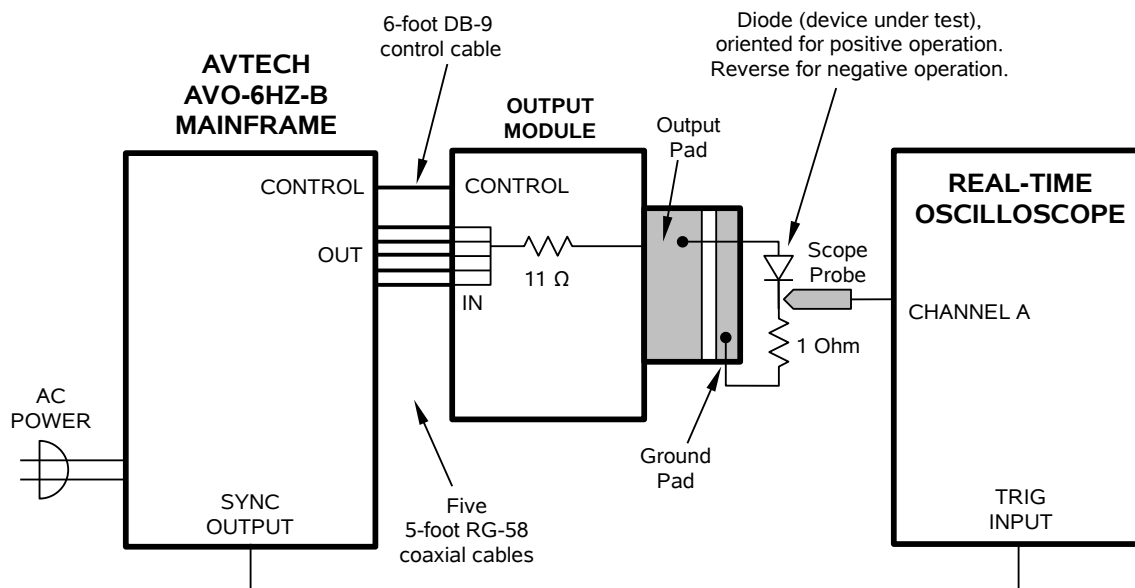 6-foot DB-9
control cable
Diode (device under test),
oriented for positive operation.
Reverse for negative operation.
AVTECH
AVO-6HZ-B
MAINFRAME
OUTPUT
MODULE
Output
Pad
CONTROL
CONTROL
REAL-TIME
OSCILLOSCOPE
OUT
11 Ω
IN
Scope
Probe
CHANNEL A
1 Ohm
AC
POWER
Ground
Pad
SYNC
OUTPUT
Five
5-foot RG-58
coaxial cables
TRIG
INPUT